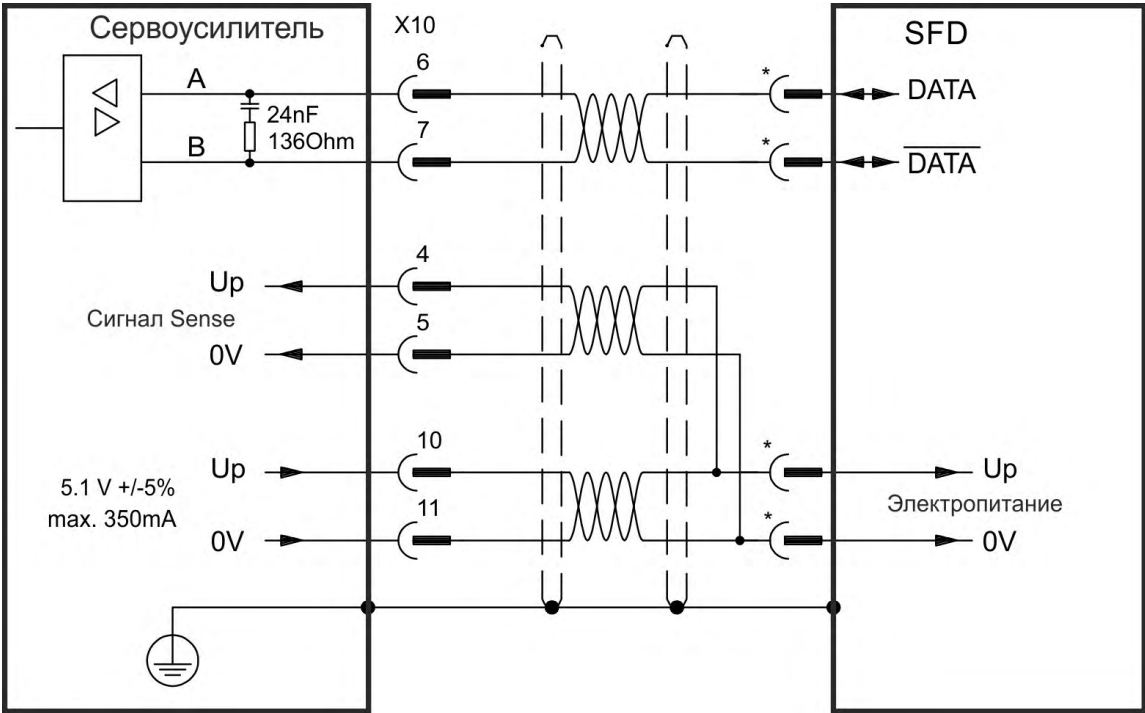 Сервоусилитель
X10
SFD
6
*
A
DATA
24nF
136Ohm
7
*
B
DATA
4
Up
Сигнал Sense
5
0V
10
*
Up
Up
5.1 V +/-5%
max. 350mA
Электропитание
11
*
0V
0V